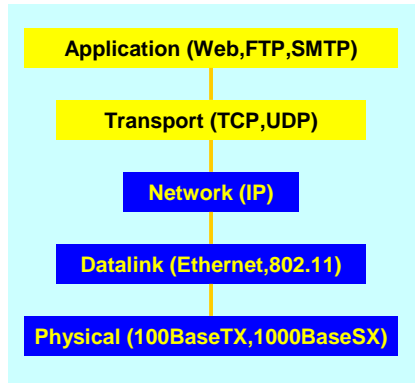 Application (Web,FTP,SMTP)
Transport (TCP,UDP)
Network (IP)
Datalink (Ethernet,802.11)
Physical (100BaseTX,1000BaseSX)